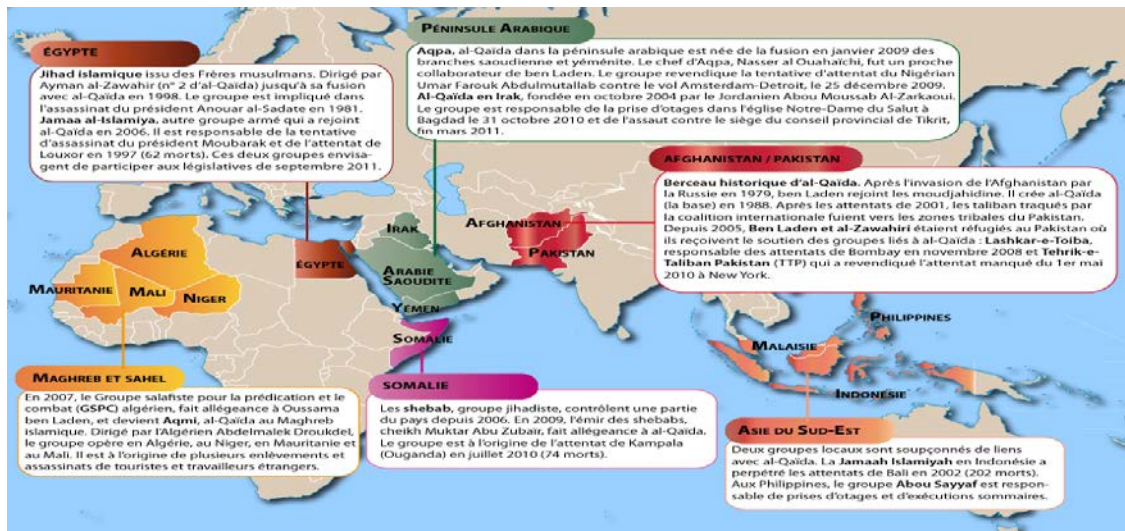 ÉGYPTE
Jihad islamique issu des Frères musulmans. Dirigé par
Ayman al-Zawahir (n° 2 d'al-Qaïda) jusqu'à sa fusion
avec al-Qaïda en 1998. Le groupe est impliqué dans
l'assassinat du président Anouar al-Sadate en 1981.
Jamaa al-Islamiya, autre groupe armé qui a rejoint
al-Qaïda en 2006. Il est responsable de la tentative
d'assassinat du président Moubarak et de l'attentat de
Louxor en 1997 (62 morts). Ces deux groupes envisa-
gent de participer aux législatives de septembre 2011.
PÉNINSULE ARABIQUE
Aqpa, al-Qaïda dans la péninsule arabique est née de la fusion en janvier 2009 des
branches saoudienne et yéménite. Le chef d'Aqpa, Nasser al Ouahaïchi, fut un proche
collaborateur de ben Laden. Le groupe revendique la tentative d'attentat du Nigérian
Umar Farouk Abdulmutallab contre le vol Amsterdam-Detroit, le 25 décembre 2009.
Al-Qaïda en Irak, fondée en octobre 2004 par le Jordanien Abou Moussab Al-Zarkaoui.
Le groupe est responsable de la prise d'otages dans l'église Notre-Dame du Salut à
Bagdad le 31 octobre 2010 et de l'assaut contre le siège du conseil provincial de Tikrit,
fin mars 2011.
AFGHANISTAN / PAKISTAN
Berceau historique d'al-Qaïda. Après l'invasion de l'Afghanistan par
la Russie en 1979, ben Laden rejoint les moudjahidine. Il crée al-Qaïda
(la base) en 1988. Après les attentats de 2001, les taliban traqués par
la coalition internationale fuient vers les zones tribales du Pakistan.
Depuis 2005, Ben Laden et al-Zawahiri étaient réfugiés au Pakistan où
ils reçoivent le soutien des groupes liés à al-Qaïda : Lashkar-e-Toiba,
responsable des attentats de Bombay en novembre 2008 et Tehrik-e-
Taliban Pakistan (TTP) qui a revendiqué l'attentat manqué du 1er mai
2010 à New York.
AFGHANISTAN
PAKISTAN
IRAK
ÉGYPTE
ARABIE
SAOUDITE
YÉMEN
SOMALIE
ALGÉRIE
MAURITANIE
MALI
NIGER
PHILIPPINES
MALAISIE
INDONÉSIE
MAGHREB ET SAHEL
En 2007, le Groupe salafiste pour la prédication et le
combat (GSPC) algérien, fait allégeance à Oussama
ben Laden, et devient Aqmi, al-Qaïda au Maghreb
islamique. Dirigé par l'Algérien Abdelmalek Droukdel,
le groupe opère en Algérie, au Niger, en Mauritanie et
au Mali. Il est à l'origine de plusieurs enlèvements et
assassinats de touristes et travailleurs étrangers.
SOMALIE
Les shebab, groupe jihadiste, contrôlent une partie
du pays depuis 2006. En 2009, l'émir des shebabs,
cheikh Muktar Abu Zubaïr, fait allégeance à al-Qaïda.
Le groupe est à l'origine de l'attentat de Kampala
(Ouganda) en juillet 2010 (74 morts).
ASIE DU SUD-EST
Deux groupes locaux sont soupçonnés de liens
avec al-Qaïda. La Jamaah Islamiyah en Indonésie a
perpétré les attentats de Bali en 2002 (202 morts).
Aux Philippines, le groupe Abou Sayyaf est respon-
sable de prises d'otages et d'exécutions sommaires.